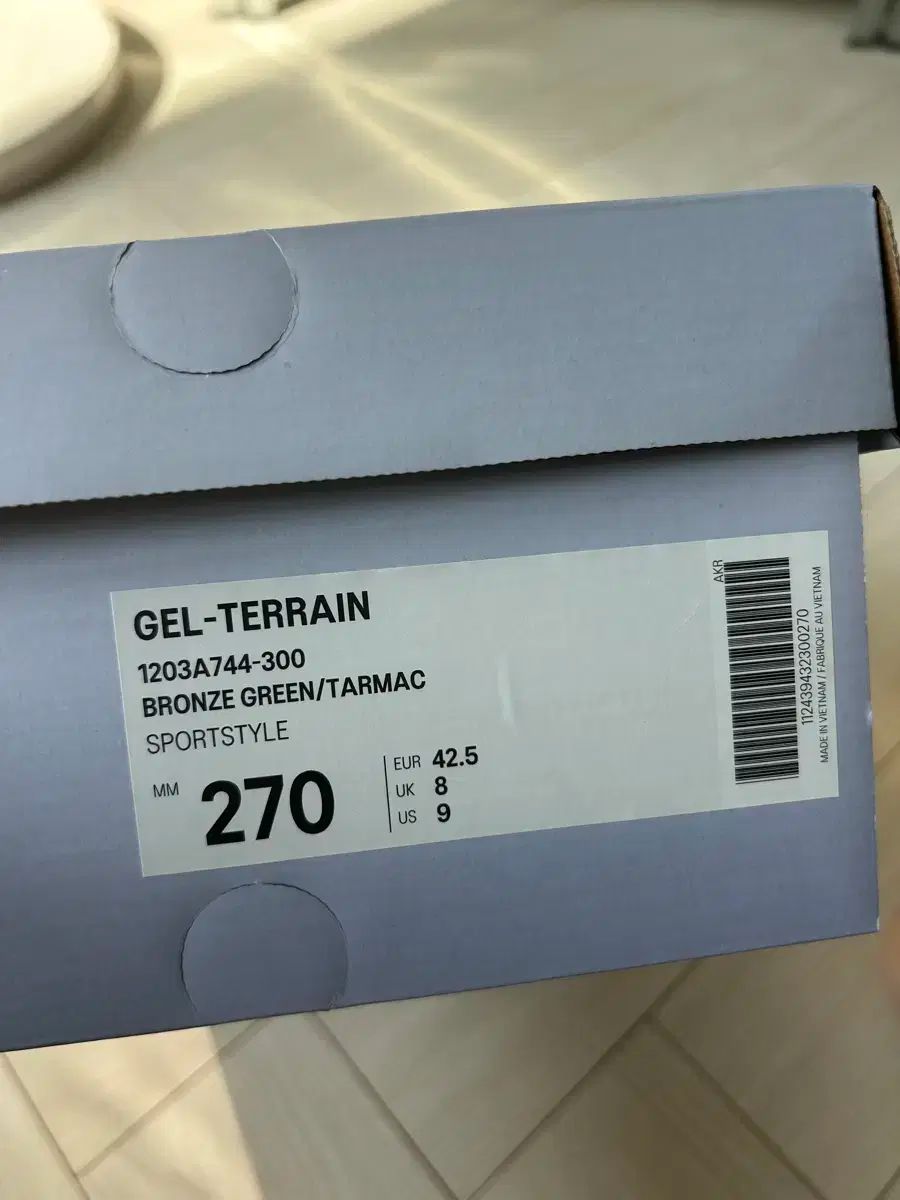 GEL-TERRAIN
1203A744-300
BRONZE GREEN/TARMAC
SPORTSTYLE
MM 270
EUR 42.5
UK 8
US 9
AKR
112439432300270
MADE IN VIETNAM / FABRIQUE AU VIETNAM